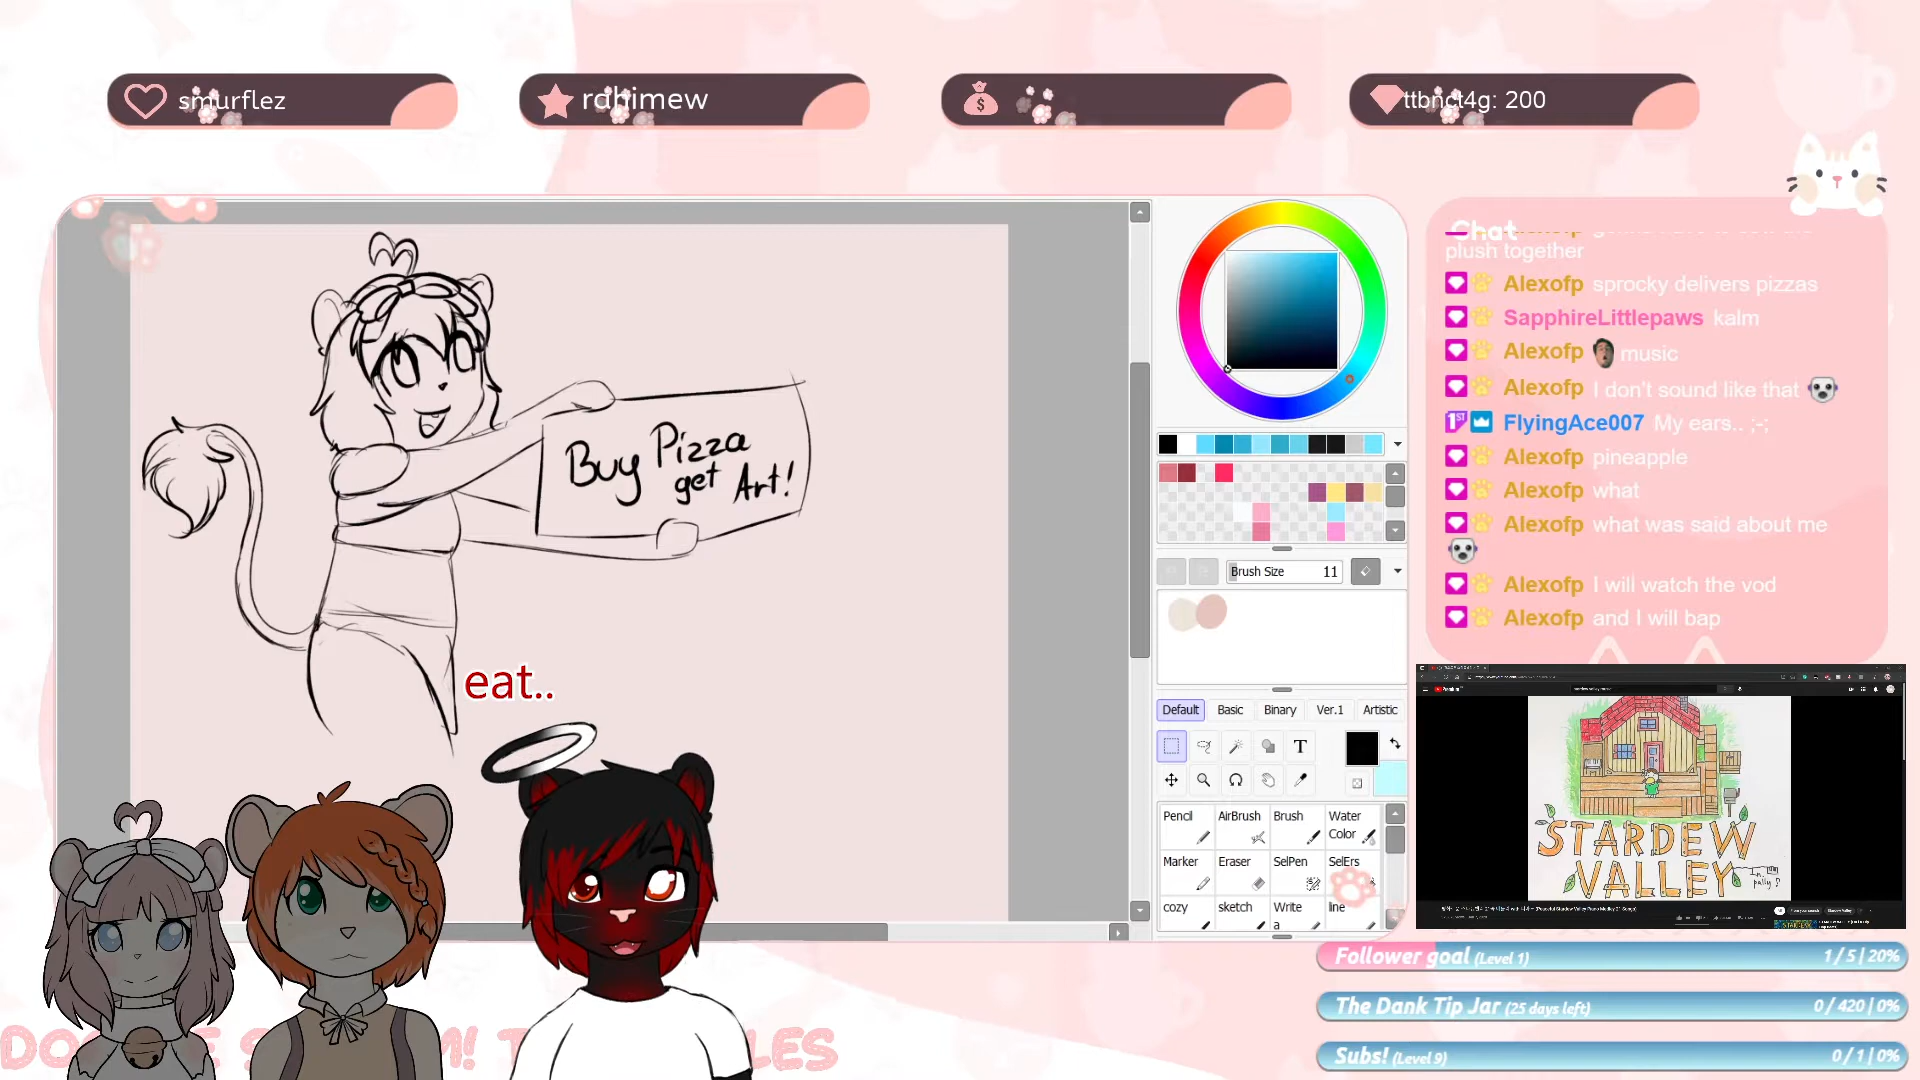 smurflez
rahimew
ttbnct4g: 200
Chat
plush together
Alexofp sprocky delivers pizzas
SapphireLittlepaws kalm
Alexofp music
Alexofp I don't sound like that
1ST FlyingAce007 My ears.. ;-;
Alexofp pineapple
Alexofp what
Alexofp what was said about me
Alexofp I will watch the vod
Alexofp and I will bap
Buy Pizza
get Art!
eat..
Brush Size 11
Default Basic Binary Ver.1 Artistic
T
Pencil AirBrush Brush Water
Color
Marker Eraser SelPen SelErs
cozy sketch Write line
a
STARDEW
VALLEY
Follower goal (Level 1) 1 / 5 | 20%
The Dank Tip Jar (25 days left) 0 / 420 | 0%
Subs! (Level 9) 0 / 1 | 0%